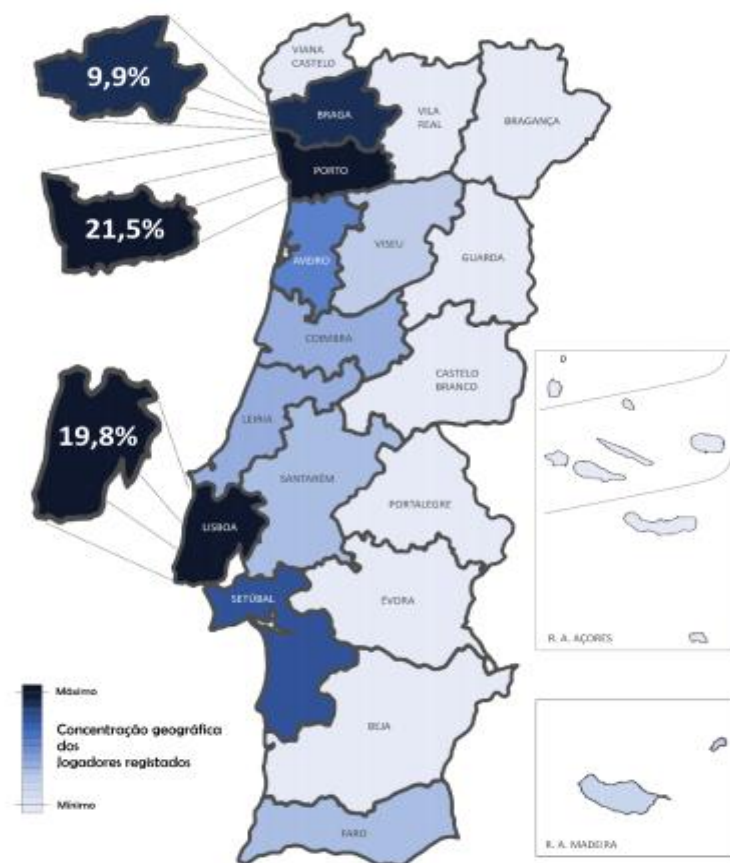 VIANA
CASTELO
9,9%
BRAGA
VILA
REAL
BRAGANÇA
PORTO
21,5%
AVEIRO
VISEU
GUARDA
COIMBRA
CASTELO
BRANCO
D
LEIRIA
19,8%
SANTARÉM
PORTALEGRE
LISBOA
SETÚBAL
ÉVORA
R. A. AÇORES
Máximo
Concentração geográfica
dos
Jogadores registados
Mínimo
BEJA
FARO
R. A. MADEIRA